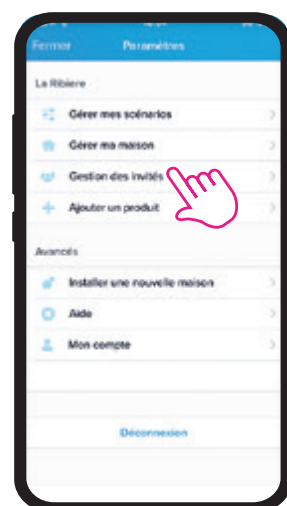 Fermer Paramètres
La Ribiere
Gérer mes scénarios
Gérer ma maison
Gestion des invités
Ajouter un produit
Avancés
Installer une nouvelle maison
Aide
Mon compte
Déconnexion